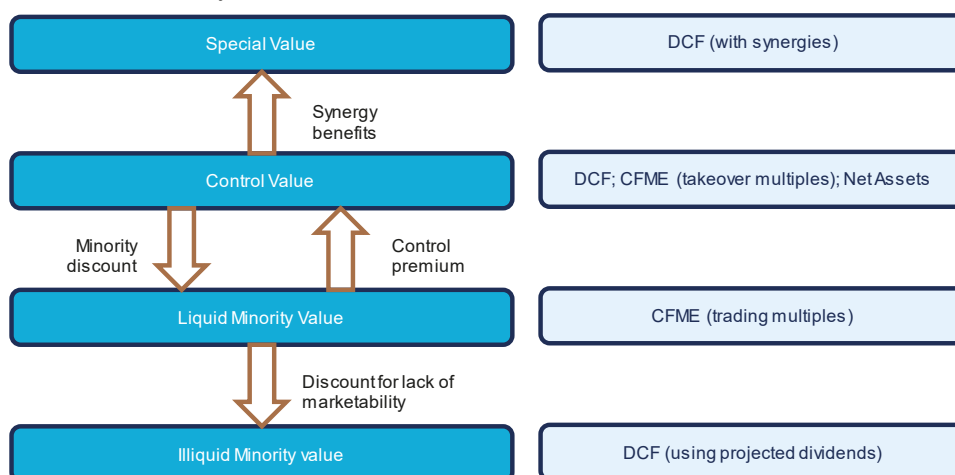 Special Value
DCF (with synergies)
Synergy
benefits
Control Value
DCF; CFME (takeover multiples); Net Assets
Minority
discount
Control
premium
Liquid Minority Value
CFME (trading multiples)
Discount for lack of
marketability
Illiquid Minority value
DCF (using projected dividends)